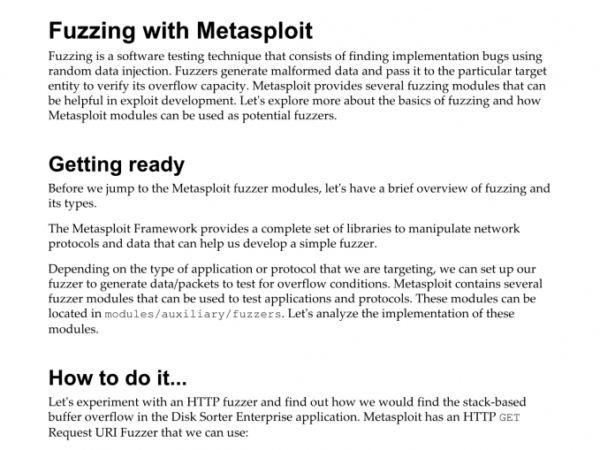 Fuzzing with Metasploit
Fuzzing is a software testing technique that consists of finding implementation bugs using
random data injection. Fuzzers generate malformed data and pass it to the particular target
entity to verify its overflow capacity. Metasploit provides several fuzzing modules that can
be helpful in exploit development. Let's explore more about the basics of fuzzing and how
Metasploit modules can be used as potential fuzzers.
Getting ready
Before we jump to the Metasploit fuzzer modules, let's have a brief overview of fuzzing and
its types.
The Metasploit Framework provides a complete set of libraries to manipulate network
protocols and data that can help us develop a simple fuzzer.
Depending on the type of application or protocol that we are targeting, we can set up our
fuzzer to generate data/packets to test for overflow conditions. Metasploit contains several
fuzzer modules that can be used to test applications and protocols. These modules can be
located in modules/auxiliary/fuzzers. Let's analyze the implementation of these
modules.
How to do it...
Let's experiment with an HTTP fuzzer and find out how we would find the stack-based
buffer overflow in the Disk Sorter Enterprise application. Metasploit has an HTTP GET
Request URI Fuzzer that we can use: